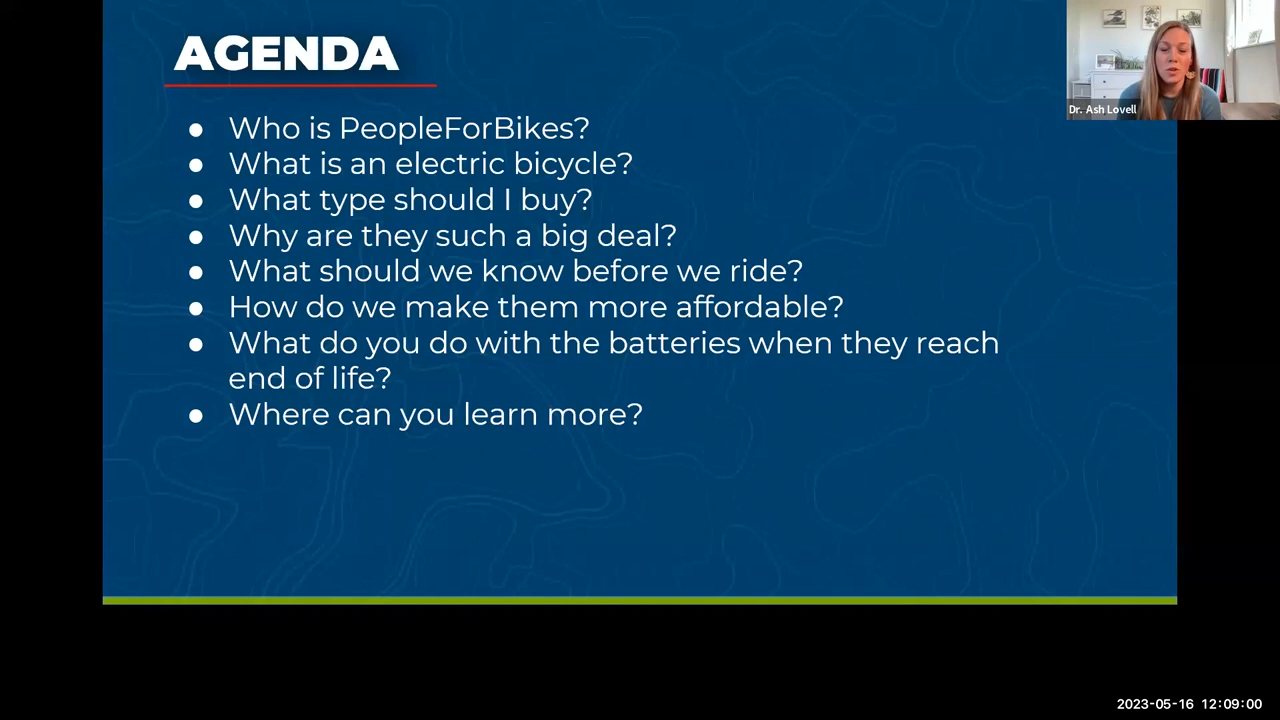 AGENDA
● Who is PeopleForBikes?
● What is an electric bicycle?
● What type should I buy?
● Why are they such a big deal?
● What should we know before we ride?
● How do we make them more affordable?
● What do you do with the batteries when they reach
end of life?
● Where can you learn more?
Dr. Ash Lovell
2023-05-16 12:09:00